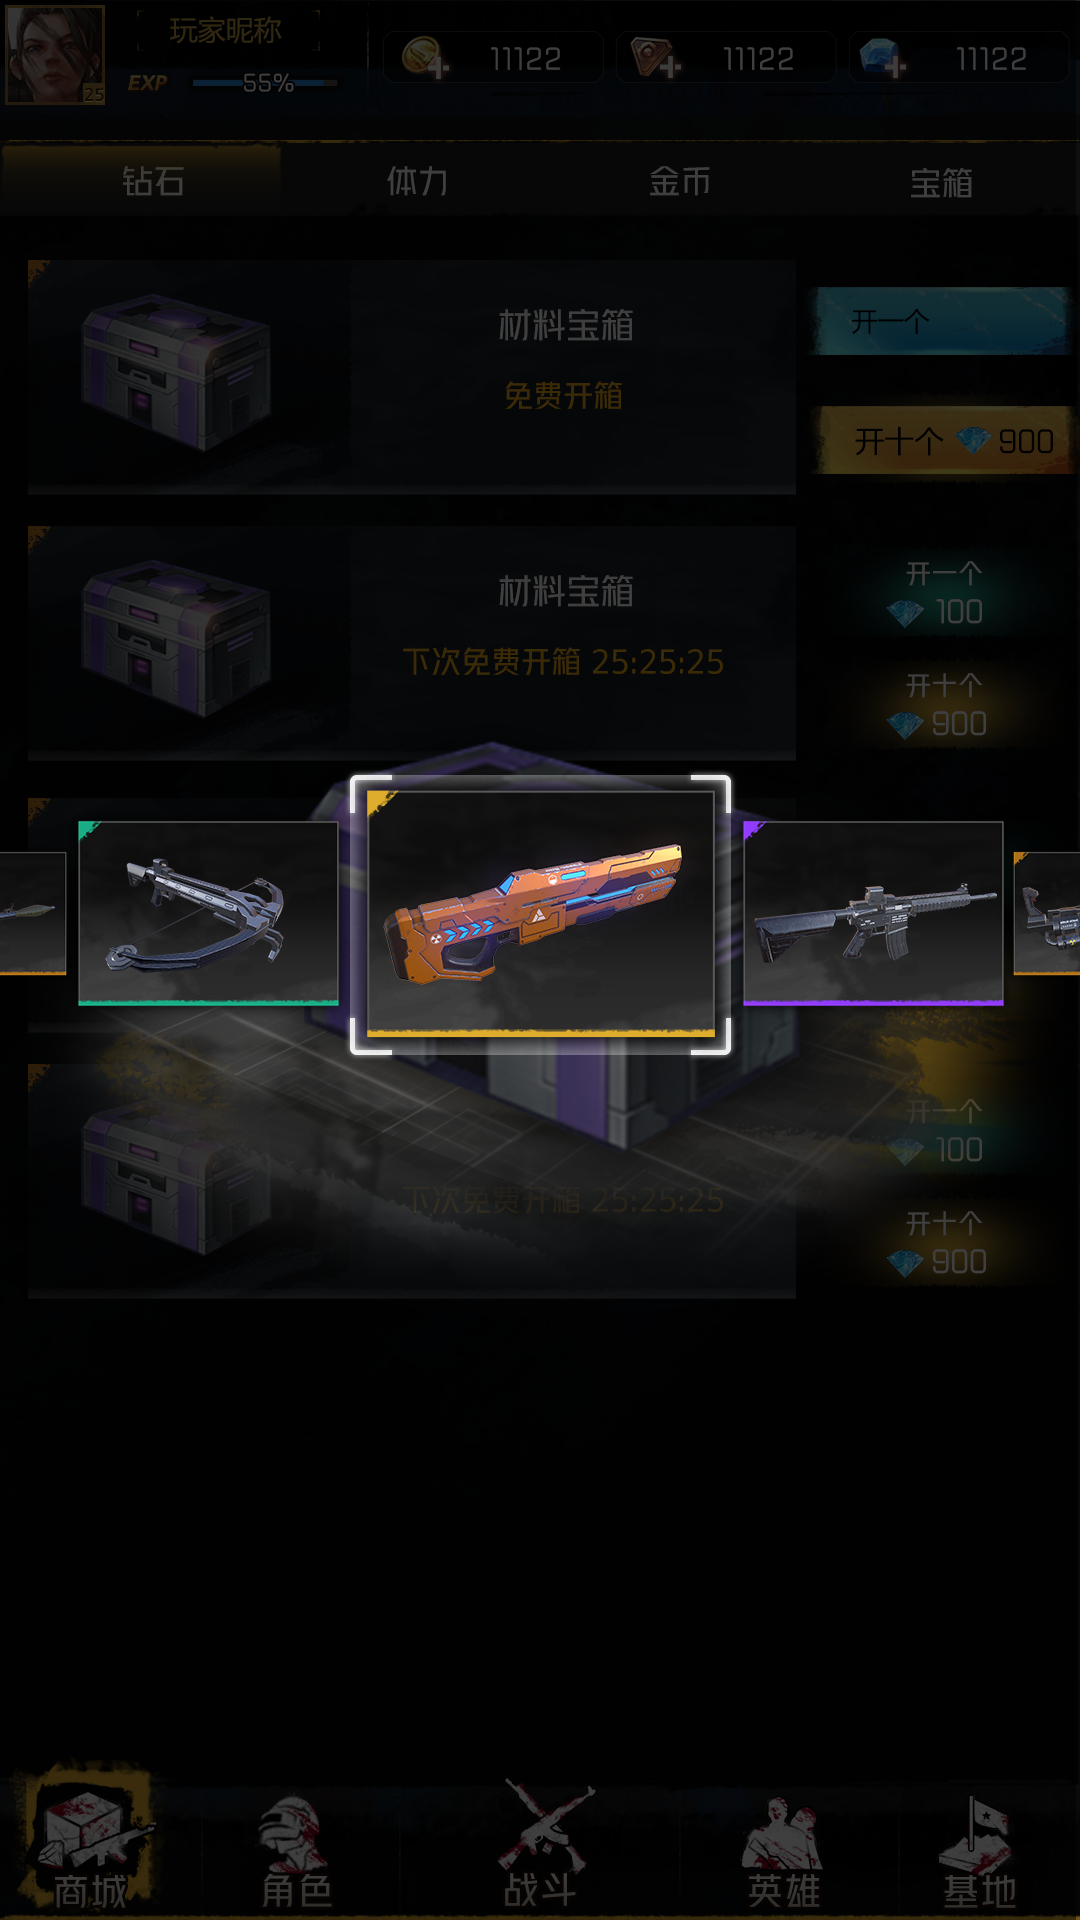 玩家昵称
EXP 55%
25
11122
11122
11122
钻石
体力
金币
宝箱
材料宝箱
免费开箱
开一个
开十个 900
材料宝箱
下次免费开箱 25:25:25
开一个
100
开十个
900
下次免费开箱 25:25:25
开一个
100
开十个
900
商城
角色
战斗
英雄
基地